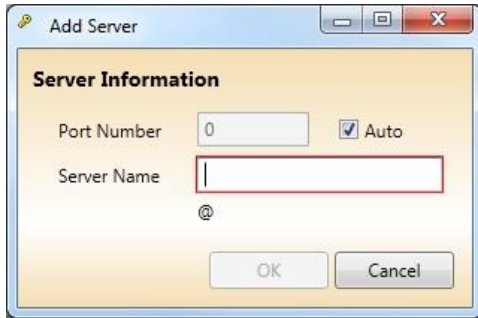 Add Server
Server Information
Port Number 0 Auto
Server Name
@
OK Cancel